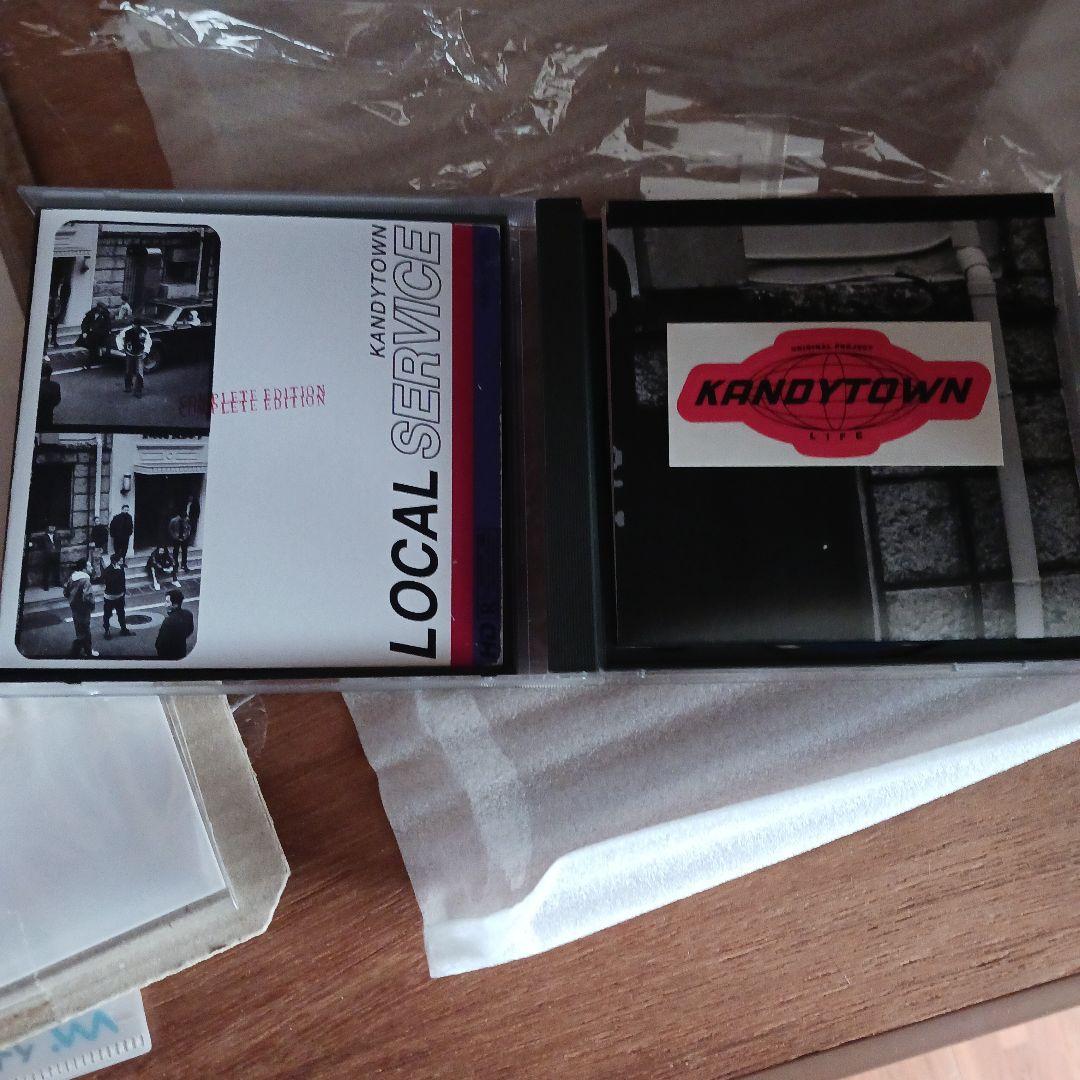 KANDYTOWN
LOCAL SERVICE
COMPLETE EDITION
COMPLETE EDITION
ORIGINAL PROJECT
KANDYTOWN
LIFE